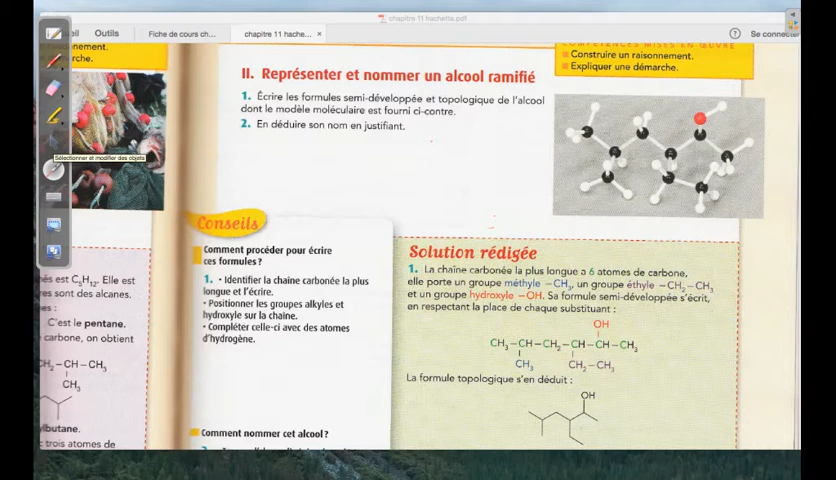 chapitre 11 hachette.pdf
Outils
Fiche de cours ch...
chapitre 11 hache...
×
?
Se connecter
Sélectionner et modifier des objets
COMPÉTENCES MISES EN ŒUVRE
Construire un raisonnement.
Expliquer une démarche.
II. Représenter et nommer un alcool ramifié
1. Écrire les formules semi-développée et topologique de l'alcool
dont le modèle moléculaire est fourni ci-contre.
2. En déduire son nom en justifiant.
Conseils
Comment procéder pour écrire
ces formules ?
1. • Identifier la chaîne carbonée la plus
longue et l'écrire.
• Positionner les groupes alkyles et
hydroxyle sur la chaîne.
• Compléter celle-ci avec des atomes
d'hydrogène.
Comment nommer cet alcool ?
Solution rédigée
1. La chaîne carbonée la plus longue a 6 atomes de carbone,
elle porte un groupe méthyle –CH₃, un groupe éthyle –CH₂–CH₃
et un groupe hydroxyle –OH. Sa formule semi-développée s'écrit,
en respectant la place de chaque substituant :
OH
CH₃–CH–CH₂–CH–CH–CH₃
CH₃ CH₂–CH₃
La formule topologique s'en déduit :
OH
est C₅H₁₂. Elle est
res sont des alcanes.
C'est le pentane.
carbone, on obtient
–CH–CH₃
CH₃
trois atomes de